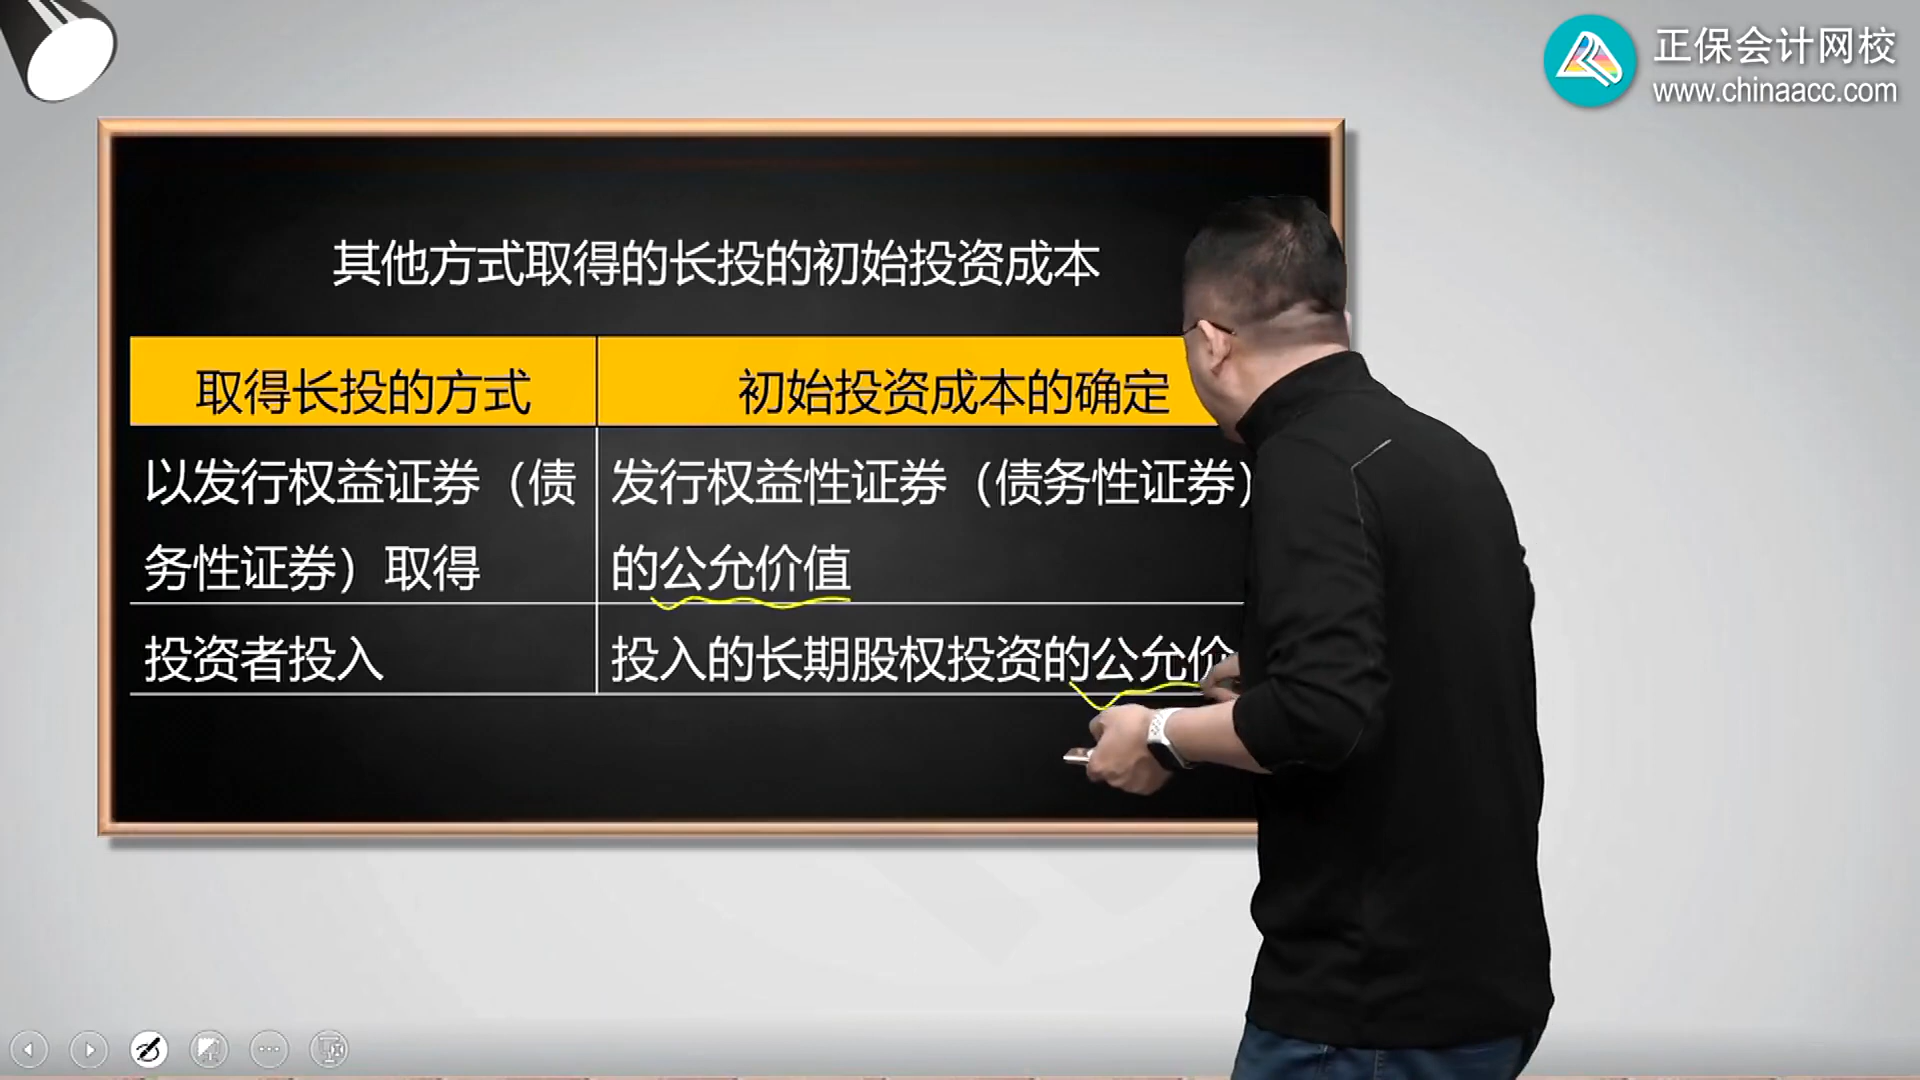 正保会计网校
www.chinaacc.com
其他方式取得的长投的初始投资成本
取得长投的方式
初始投资成本的确定
以发行权益证券（债
务性证券）取得
发行权益性证券（债务性证券）
的公允价值
投资者投入
投入的长期股权投资的公允价